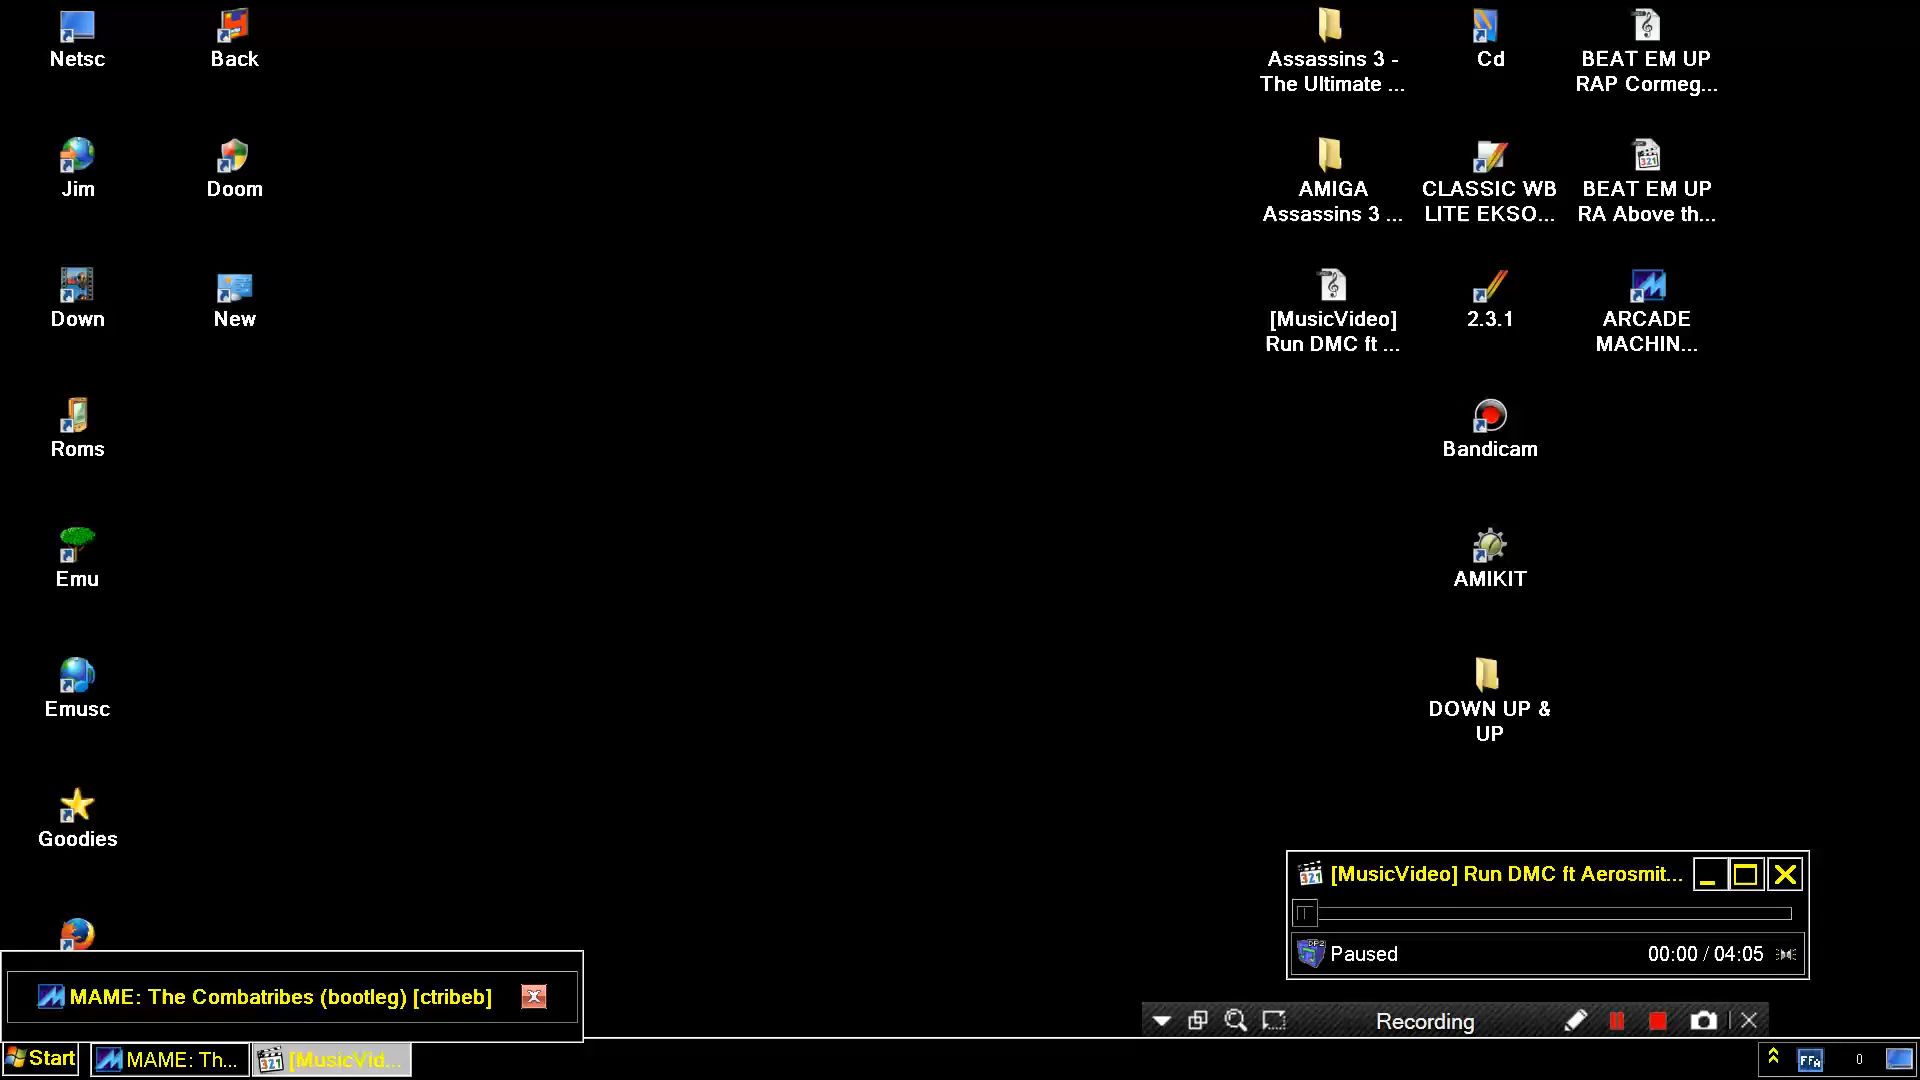 Netsc
Back
Assassins 3 -
The Ultimate ...
Cd
BEAT EM UP
RAP Cormeg...
Jim
Doom
AMIGA
Assassins 3 ...
CLASSIC WB
LITE EKSO...
BEAT EM UP
RA Above th...
Down
New
[MusicVideo]
Run DMC ft ...
2.3.1
ARCADE
MACHIN...
Roms
Bandicam
Emu
AMIKIT
Emusc
DOWN UP &
UP
Goodies
[MusicVideo] Run DMC ft Aerosmit...
Paused 00:00 / 04:05
MAME: The Combatribes (bootleg) [ctribeb]
Recording
Start
MAME: Th...
[MusicVid...
FFA
0